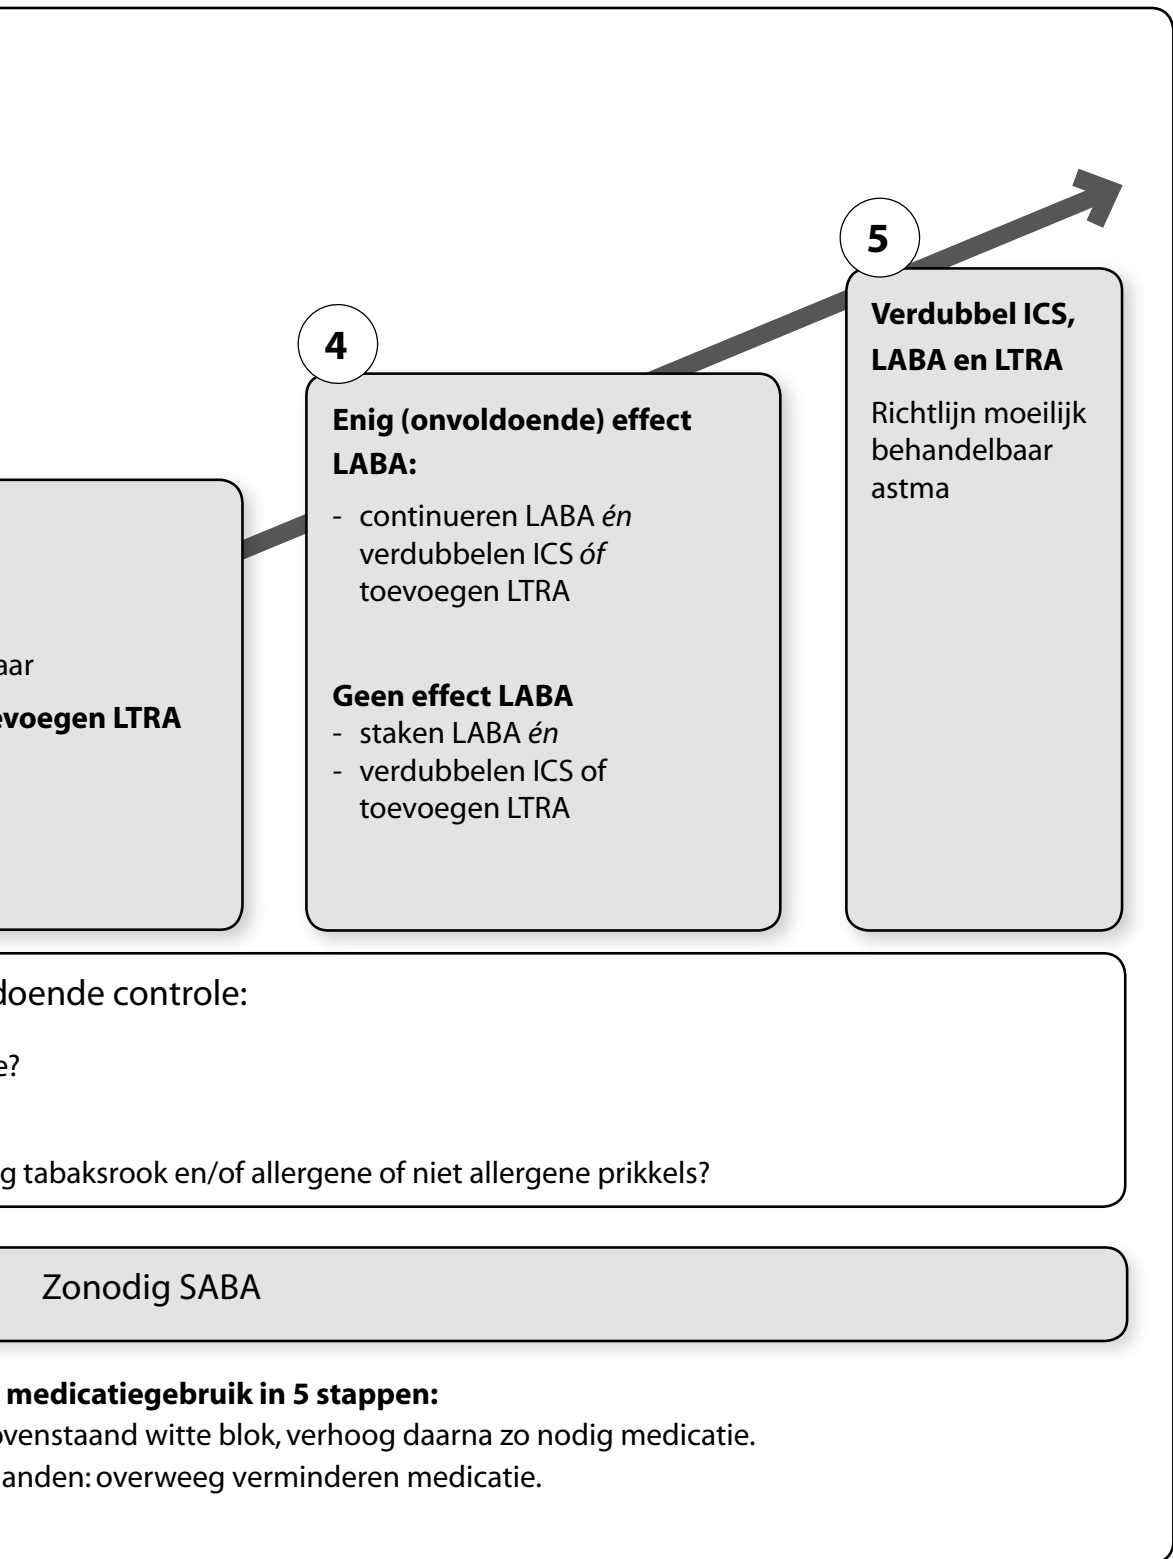 5
Verdubbel ICS,
LABA en LTRA
Richtlijn moeilijk
behandelbaar
astma
4
Enig (onvoldoende) effect
LABA:
- continueren LABA én
verdubbelen ICS óf
toevoegen LTRA
Geen effect LABA
- staken LABA én
- verdubbelen ICS of
toevoegen LTRA
aar
evoegen LTRA
doende controle:
e?
g tabaksrook en/of allergene of niet allergene prikkels?
Zonodig SABA
medicatiegebruik in 5 stappen:
ovenstaand witte blok, verhoog daarna zo nodig medicatie.
anden: overweeg verminderen medicatie.